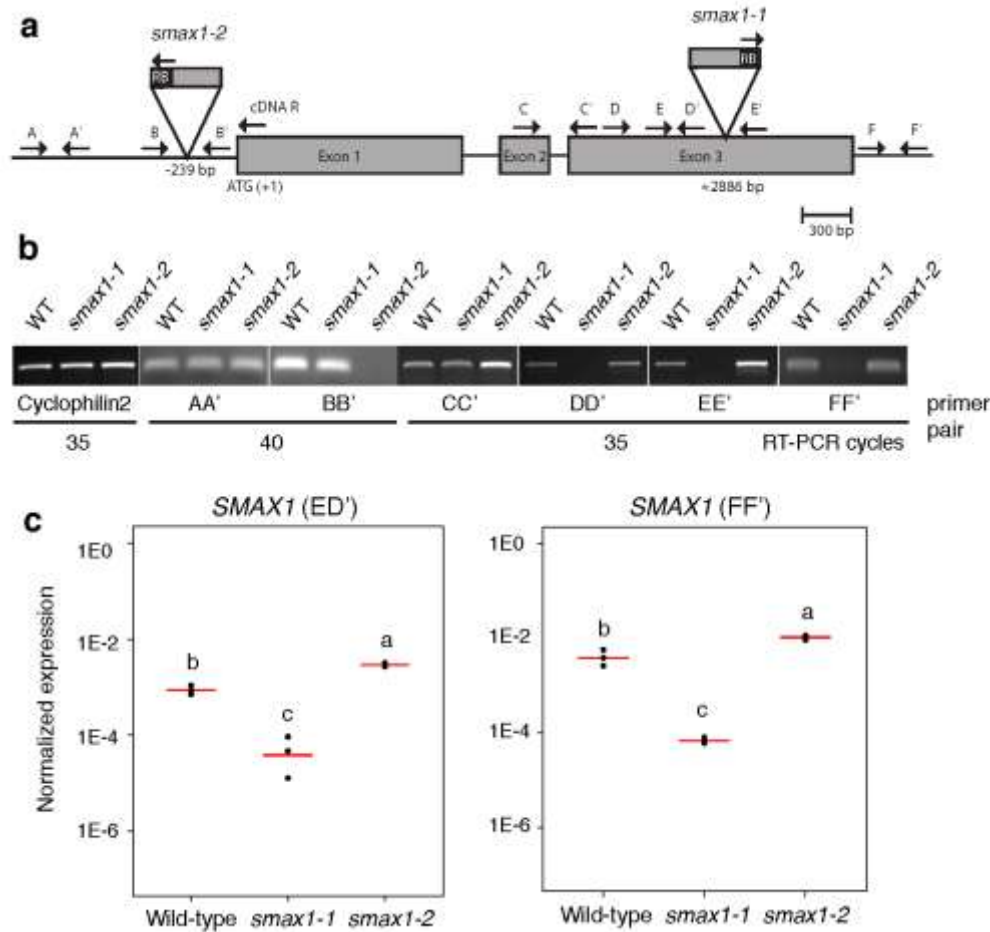 a
smax1-2
smax1-1
RB
RB
A
A'
B
B'
cDNA R
C
C'
D
E
D'
E'
F
F'
Exon 1
Exon 2
Exon 3
-239 bp
ATG (+1)
+2886 bp
300 bp
b
WT
smax1-1
smax1-2
WT
smax1-1
smax1-2
WT
smax1-1
smax1-2
WT
smax1-1
smax1-2
WT
smax1-1
smax1-2
WT
smax1-1
smax1-2
WT
smax1-1
smax1-2
Cyclophilin2 AA' BB' CC' DD' EE' FF' primer pair
35 40 35 RT-PCR cycles
c
SMAX1 (ED')
Normalized expression
1E0
1E-2
1E-4
1E-6
b
c
a
Wild-type smax1-1 smax1-2
SMAX1 (FF')
1E0
1E-2
1E-4
1E-6
b
c
a
Wild-type smax1-1 smax1-2